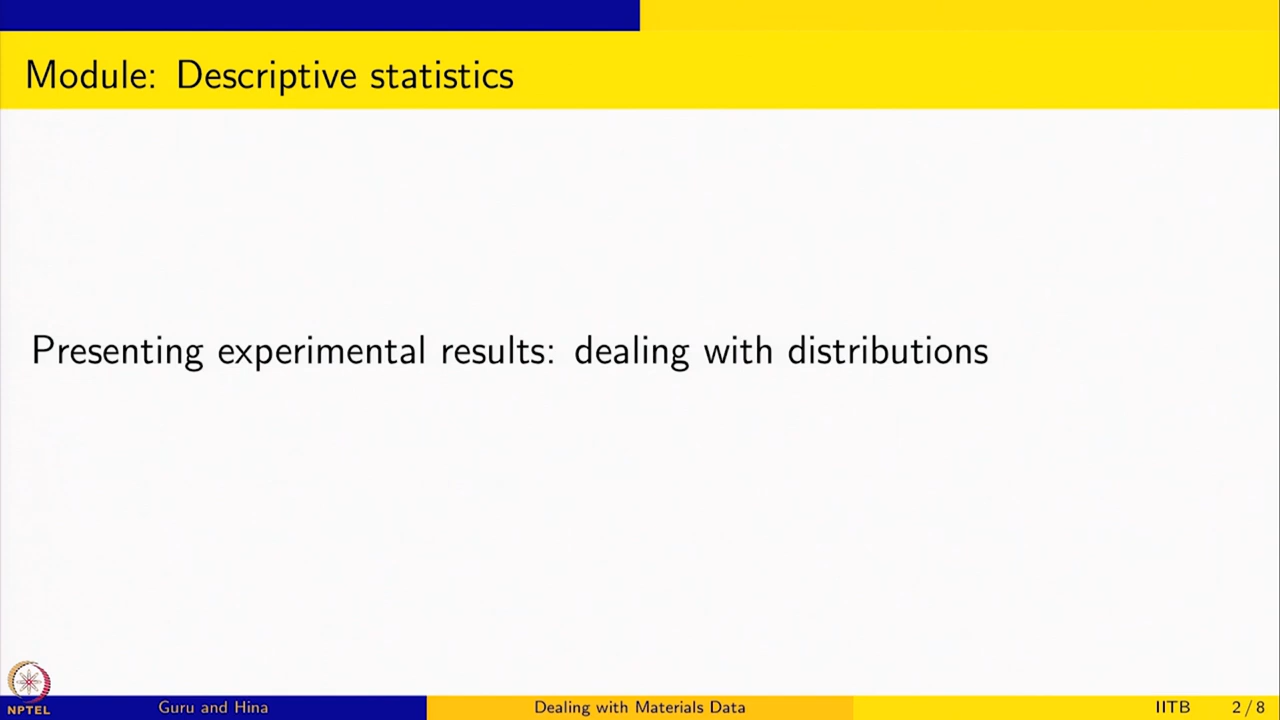 Module: Descriptive statistics
Presenting experimental results: dealing with distributions
NPTEL
Guru and Hina
Dealing with Materials Data
IITB
2 / 8